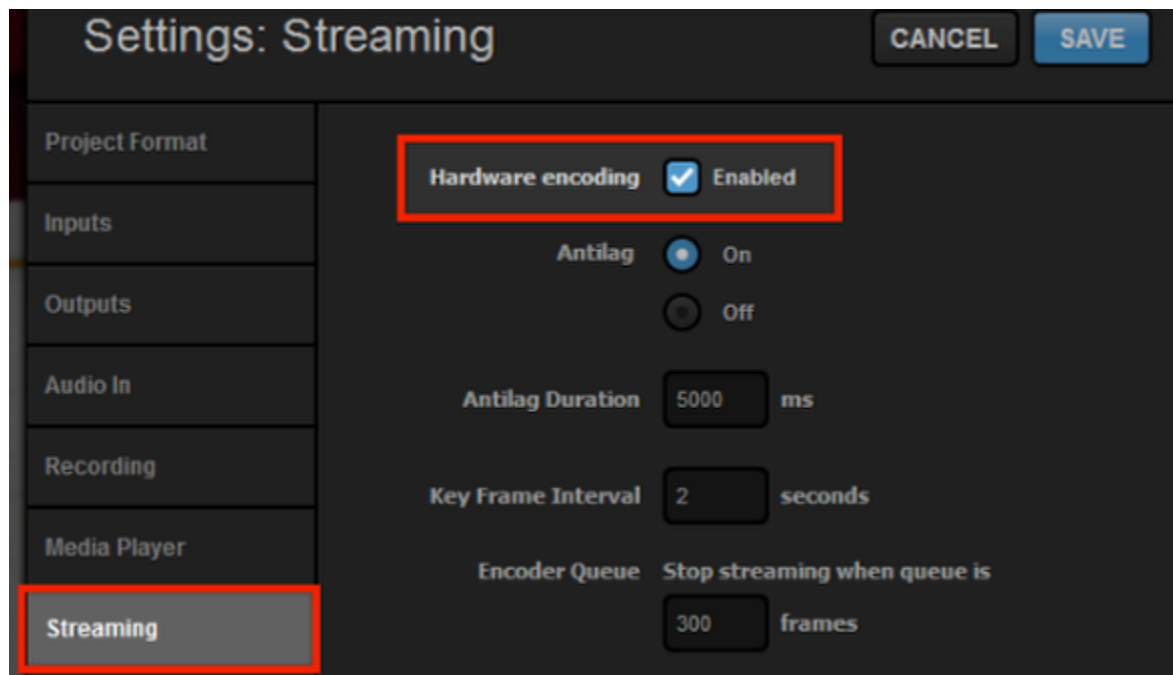 Settings: Streaming
CANCEL
SAVE
Project Format
Inputs
Outputs
Audio In
Recording
Media Player
Streaming
Hardware encoding Enabled
Antilag On
Off
Antilag Duration 5000 ms
Key Frame Interval 2 seconds
Encoder Queue Stop streaming when queue is
300 frames